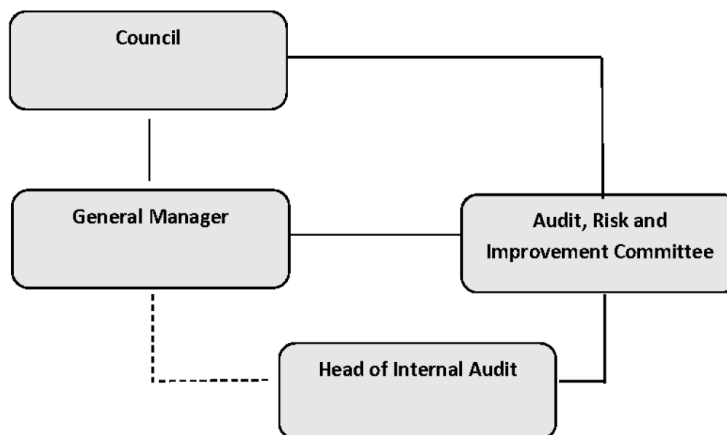 Council
General Manager
Audit, Risk and
Improvement Committee
Head of Internal Audit